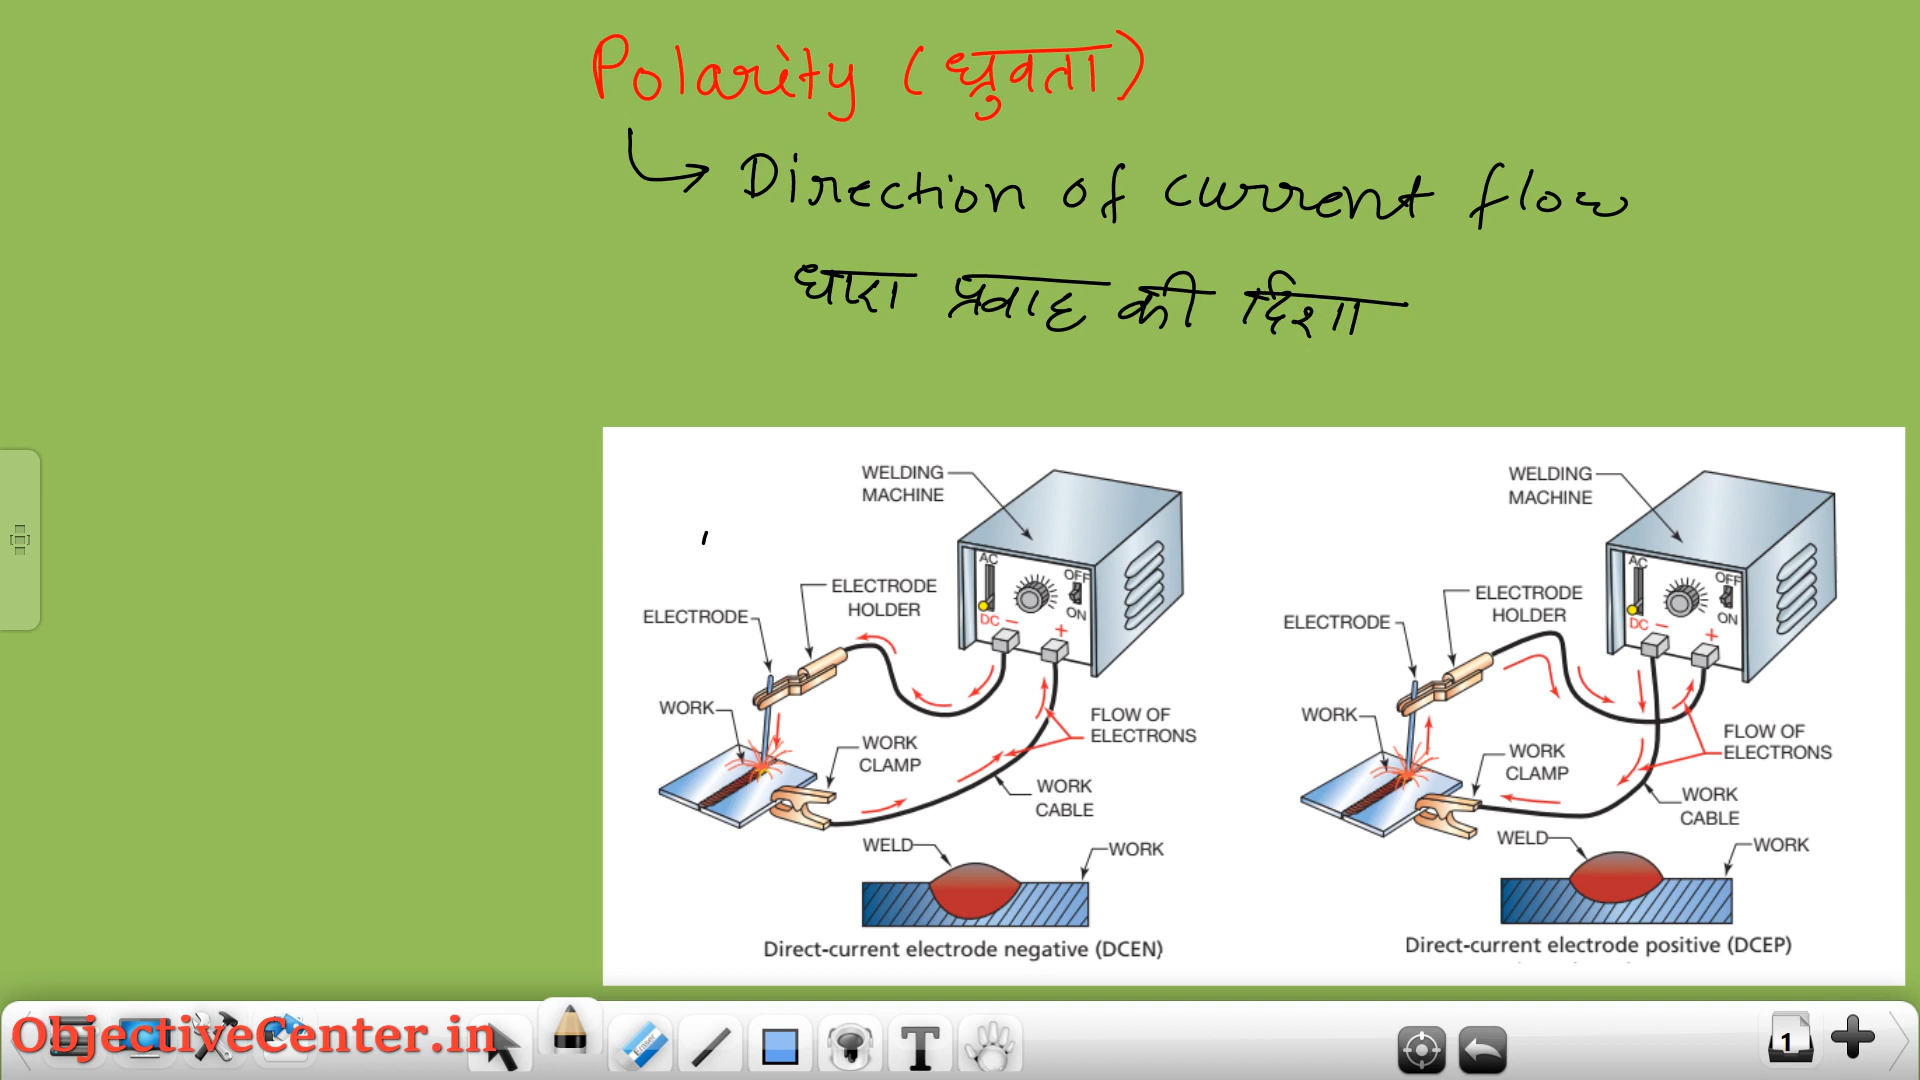 Polarity (ध्रुवता)
Direction of current flow
धारा प्रवाह की दिशा
WELDING
MACHINE
ELECTRODE
HOLDER
ELECTRODE
WORK
WORK
CLAMP
AC
DC − +
OFF
ON
FLOW OF
ELECTRONS
WORK
CABLE
WELD
WORK
Direct-current electrode negative (DCEN)
WELDING
MACHINE
ELECTRODE
HOLDER
ELECTRODE
WORK
WORK
CLAMP
AC
DC − +
OFF
ON
FLOW OF
ELECTRONS
WORK
CABLE
WELD
WORK
Direct-current electrode positive (DCEP)
ObjectiveCenter.in
Eraser
T
1